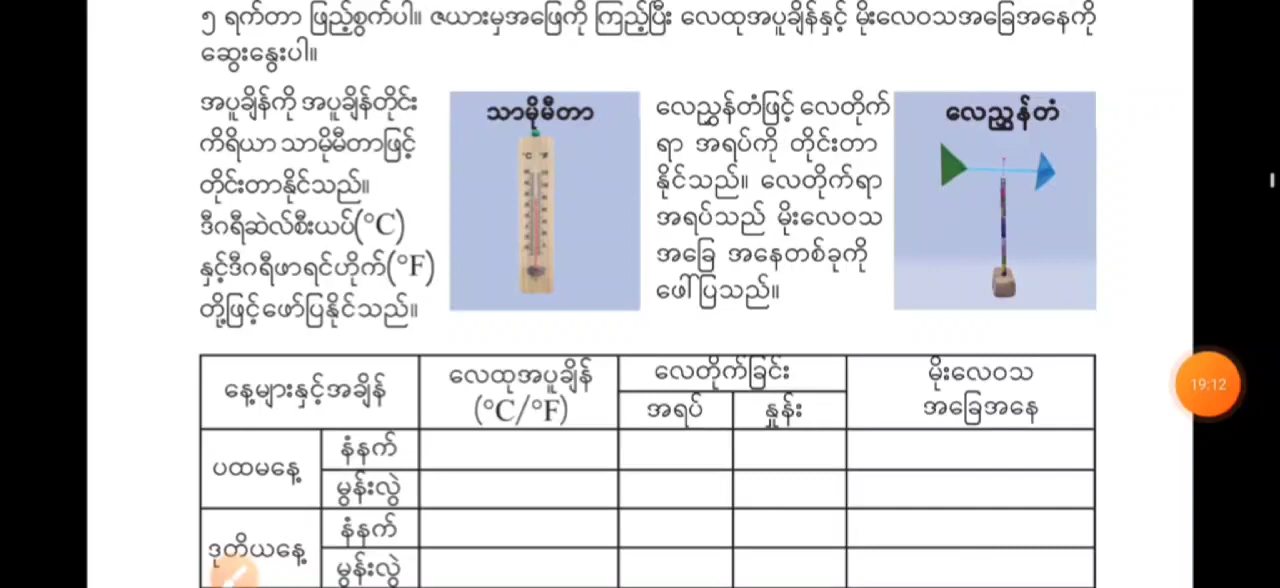 ၅ ရက်တာ ဖြည့်စွက်ပါ။ ဇယားမှအဖြေကို ကြည့်ပြီး လေထုအပူချိန်နှင့် မိုးလေဝသအခြေအနေကို
ဆွေးနွေးပါ။
အပူချိန်ကို အပူချိန်တိုင်း
ကိရိယာ သာမိုမီတာဖြင့်
တိုင်းတာနိုင်သည်။
ဒီဂရီဆဲလ်စီးယပ်(°C)
နှင့်ဒီဂရီဖာရင်ဟိုက်(°F)
တို့ဖြင့်ဖော်ပြနိုင်သည်။
သာမိုမီတာ
လေညွှန်တံဖြင့် လေတိုက်
ရာ အရပ်ကို တိုင်းတာ
နိုင်သည်။ လေတိုက်ရာ
အရပ်သည် မိုးလေဝသ
အခြေ အနေတစ်ခုကို
ဖေါ်ပြသည်။
လေညွှန်တံ
နေ့များနှင့်အချိန်
လေထုအပူချိန်
(°C/°F)
လေတိုက်ခြင်း
အရပ်
နှုန်း
မိုးလေဝသ
အခြေအနေ
ပထမနေ့
နံနက်
မွန်းလွဲ
ဒုတိယနေ့
နံနက်
မွန်းလွဲ
19:12